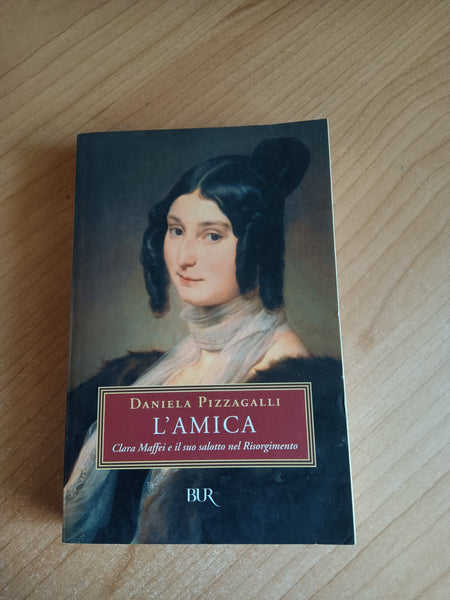 DANIELA PIZZAGALLI
L'AMICA
Clara Maffei e il suo salotto nel Risorgimento
BUR